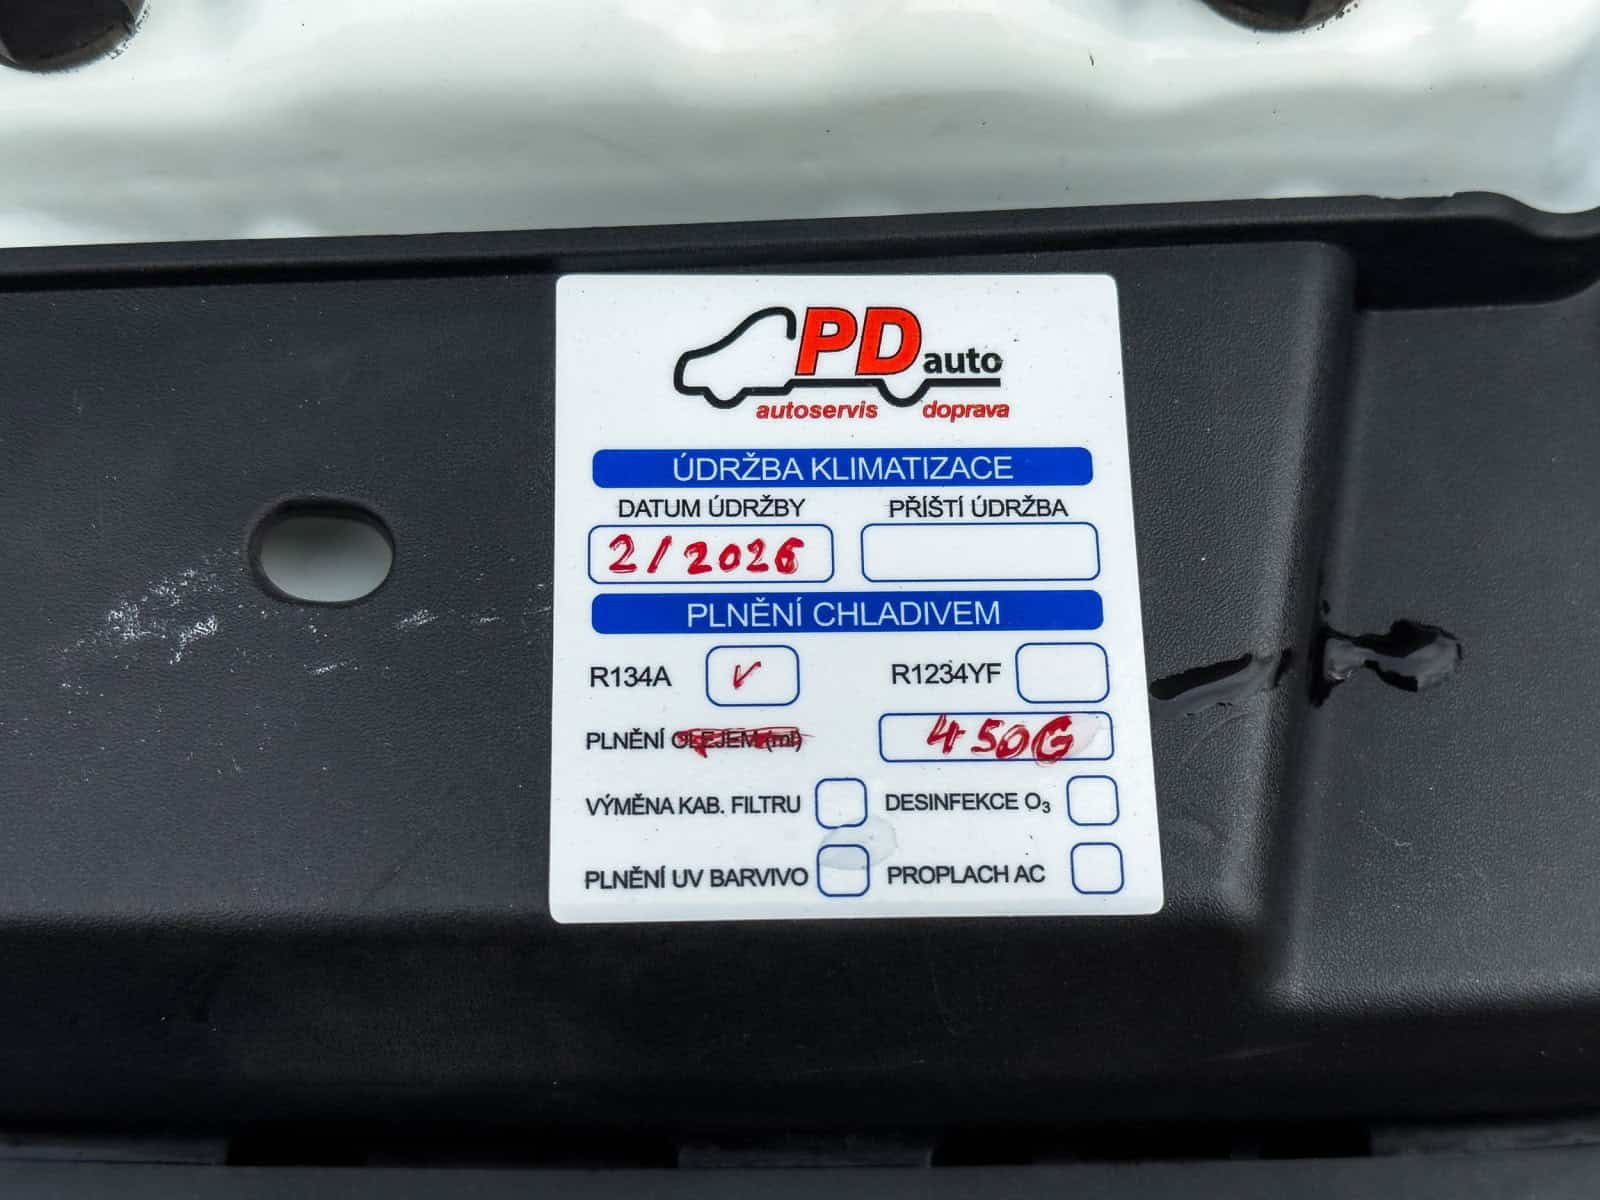 PD auto
autoservis doprava
ÚDRŽBA KLIMATIZACE
DATUM ÚDRŽBY PŘÍŠTÍ ÚDRŽBA
2/2026
PLNĚNÍ CHLADIVEM
R134A ✓ R1234YF
PLNĚNÍ OLEJEM (ml) 450G
VÝMĚNA KAB. FILTRU DESINFEKCE O₃
PLNĚNÍ UV BARVIVO PROPLACH AC